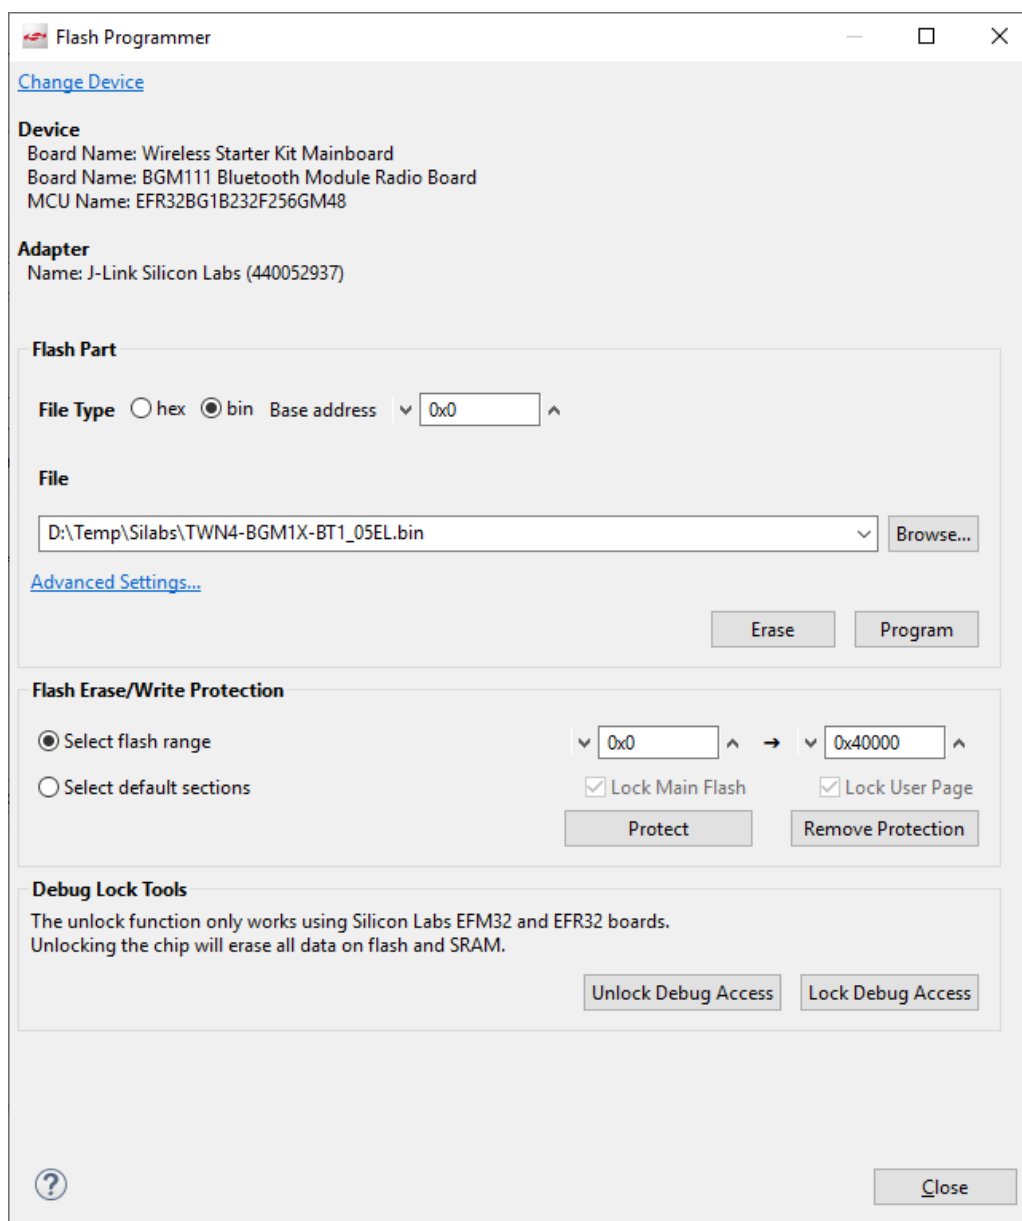 Flash Programmer
Change Device
Device
Board Name: Wireless Starter Kit Mainboard
Board Name: BGM111 Bluetooth Module Radio Board
MCU Name: EFR32BG1B232F256GM48
Adapter
Name: J-Link Silicon Labs (440052937)
Flash Part
File Type hex bin Base address 0x0
File
D:\Temp\Silabs\TWN4-BGM1X-BT1_05EL.bin Browse...
Advanced Settings...
Erase Program
Flash Erase/Write Protection
Select flash range 0x0 ➔ 0x40000
Select default sections Lock Main Flash Lock User Page
Protect Remove Protection
Debug Lock Tools
The unlock function only works using Silicon Labs EFM32 and EFR32 boards.
Unlocking the chip will erase all data on flash and SRAM.
Unlock Debug Access Lock Debug Access
? Close